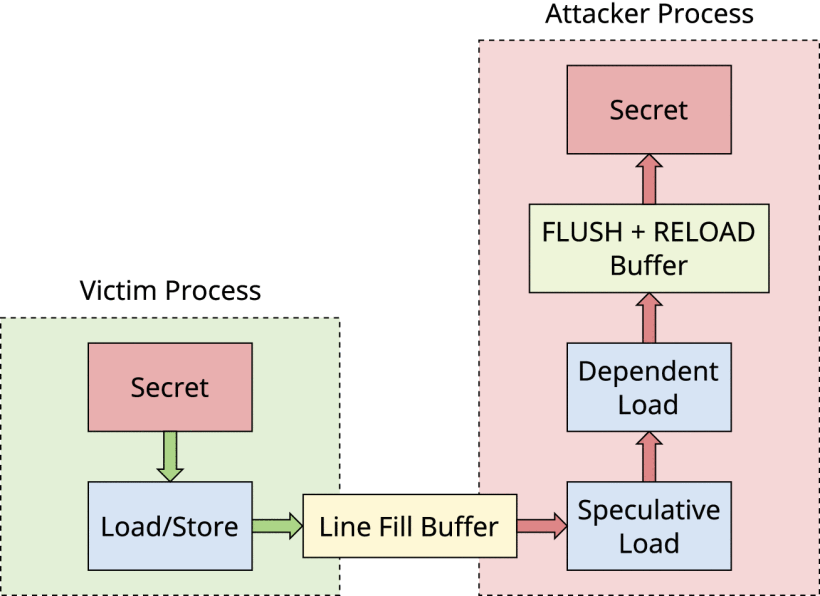 Attacker Process
Secret
FLUSH + RELOAD
Buffer
Victim Process
Secret
Dependent
Load
Load/Store
Line Fill Buffer
Speculative
Load